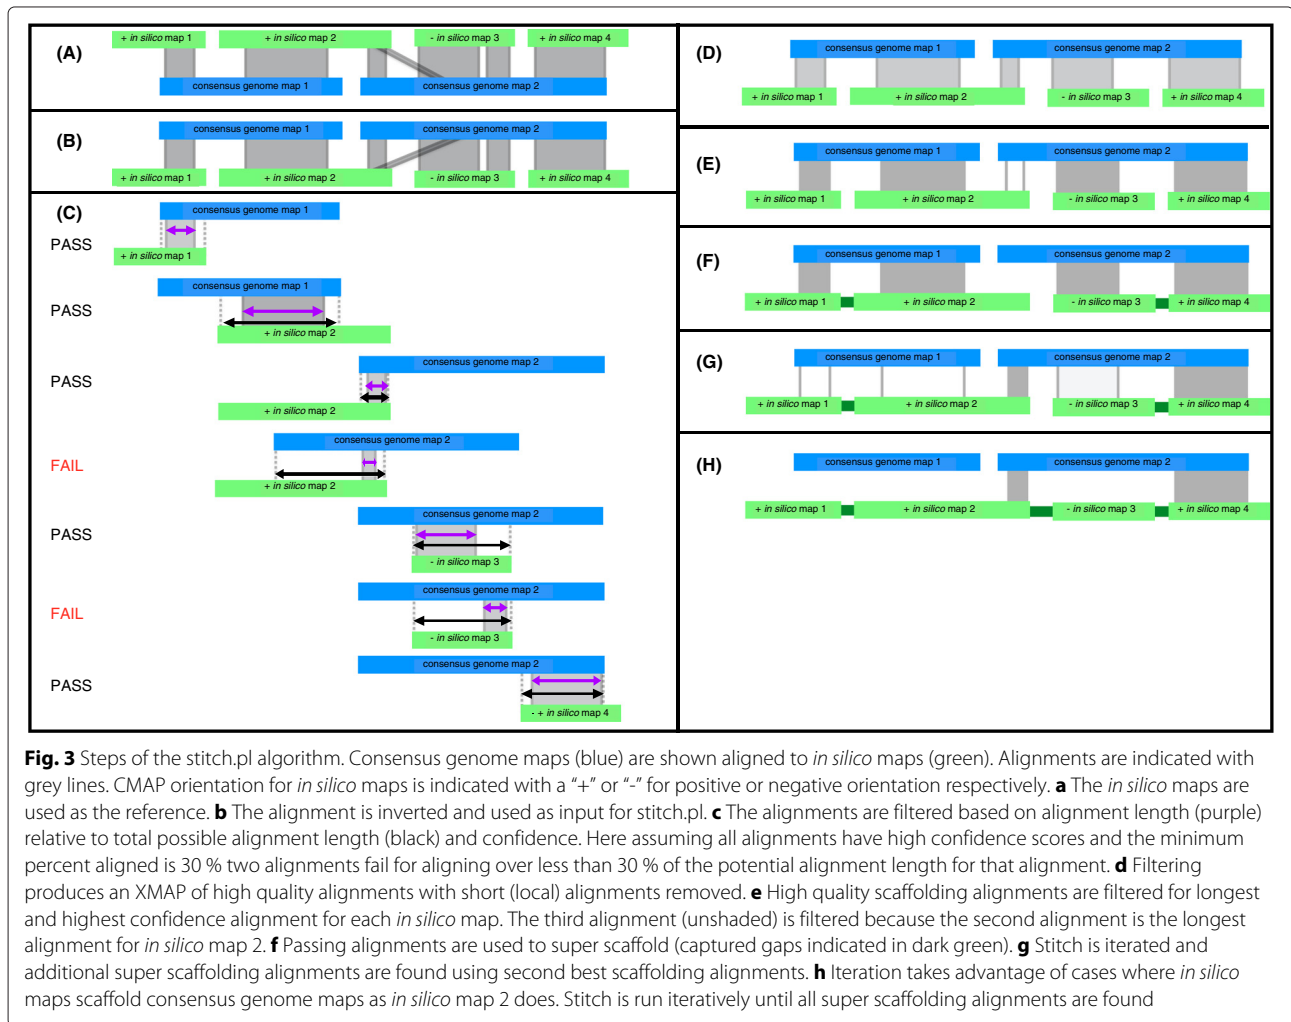 (A)
+ in silico map 1
+ in silico map 2
- in silico map 3
+ in silico map 4
consensus genome map 1
consensus genome map 2
(B)
consensus genome map 1
consensus genome map 2
+ in silico map 1
+ in silico map 2
- in silico map 3
+ in silico map 4
(C)
consensus genome map 1
PASS
+ in silico map 1
consensus genome map 1
PASS
+ in silico map 2
consensus genome map 2
PASS
+ in silico map 2
consensus genome map 2
FAIL
+ in silico map 2
consensus genome map 2
PASS
- in silico map 3
consensus genome map 2
FAIL
- in silico map 3
consensus genome map 2
PASS
- + in silico map 4
(D)
consensus genome map 1
consensus genome map 2
+ in silico map 1
+ in silico map 2
- in silico map 3
+ in silico map 4
(E)
consensus genome map 1
consensus genome map 2
+ in silico map 1
+ in silico map 2
- in silico map 3
+ in silico map 4
(F)
consensus genome map 1
consensus genome map 2
+ in silico map 1
+ in silico map 2
- in silico map 3
+ in silico map 4
(G)
consensus genome map 1
consensus genome map 2
+ in silico map 1
+ in silico map 2
- in silico map 3
+ in silico map 4
(H)
consensus genome map 1
consensus genome map 2
+ in silico map 1
+ in silico map 2
- in silico map 3
+ in silico map 4
Fig. 3 Steps of the stitch.pl algorithm. Consensus genome maps (blue) are shown aligned to in silico maps (green). Alignments are indicated with
grey lines. CMAP orientation for in silico maps is indicated with a “+” or “-” for positive or negative orientation respectively. a The in silico maps are
used as the reference. b The alignment is inverted and used as input for stitch.pl. c The alignments are filtered based on alignment length (purple)
relative to total possible alignment length (black) and confidence. Here assuming all alignments have high confidence scores and the minimum
percent aligned is 30 % two alignments fail for aligning over less than 30 % of the potential alignment length for that alignment. d Filtering
produces an XMAP of high quality alignments with short (local) alignments removed. e High quality scaffolding alignments are filtered for longest
and highest confidence alignment for each in silico map. The third alignment (unshaded) is filtered because the second alignment is the longest
alignment for in silico map 2. f Passing alignments are used to super scaffold (captured gaps indicated in dark green). g Stitch is iterated and
additional super scaffolding alignments are found using second best scaffolding alignments. h Iteration takes advantage of cases where in silico
maps scaffold consensus genome maps as in silico map 2 does. Stitch is run iteratively until all super scaffolding alignments are found